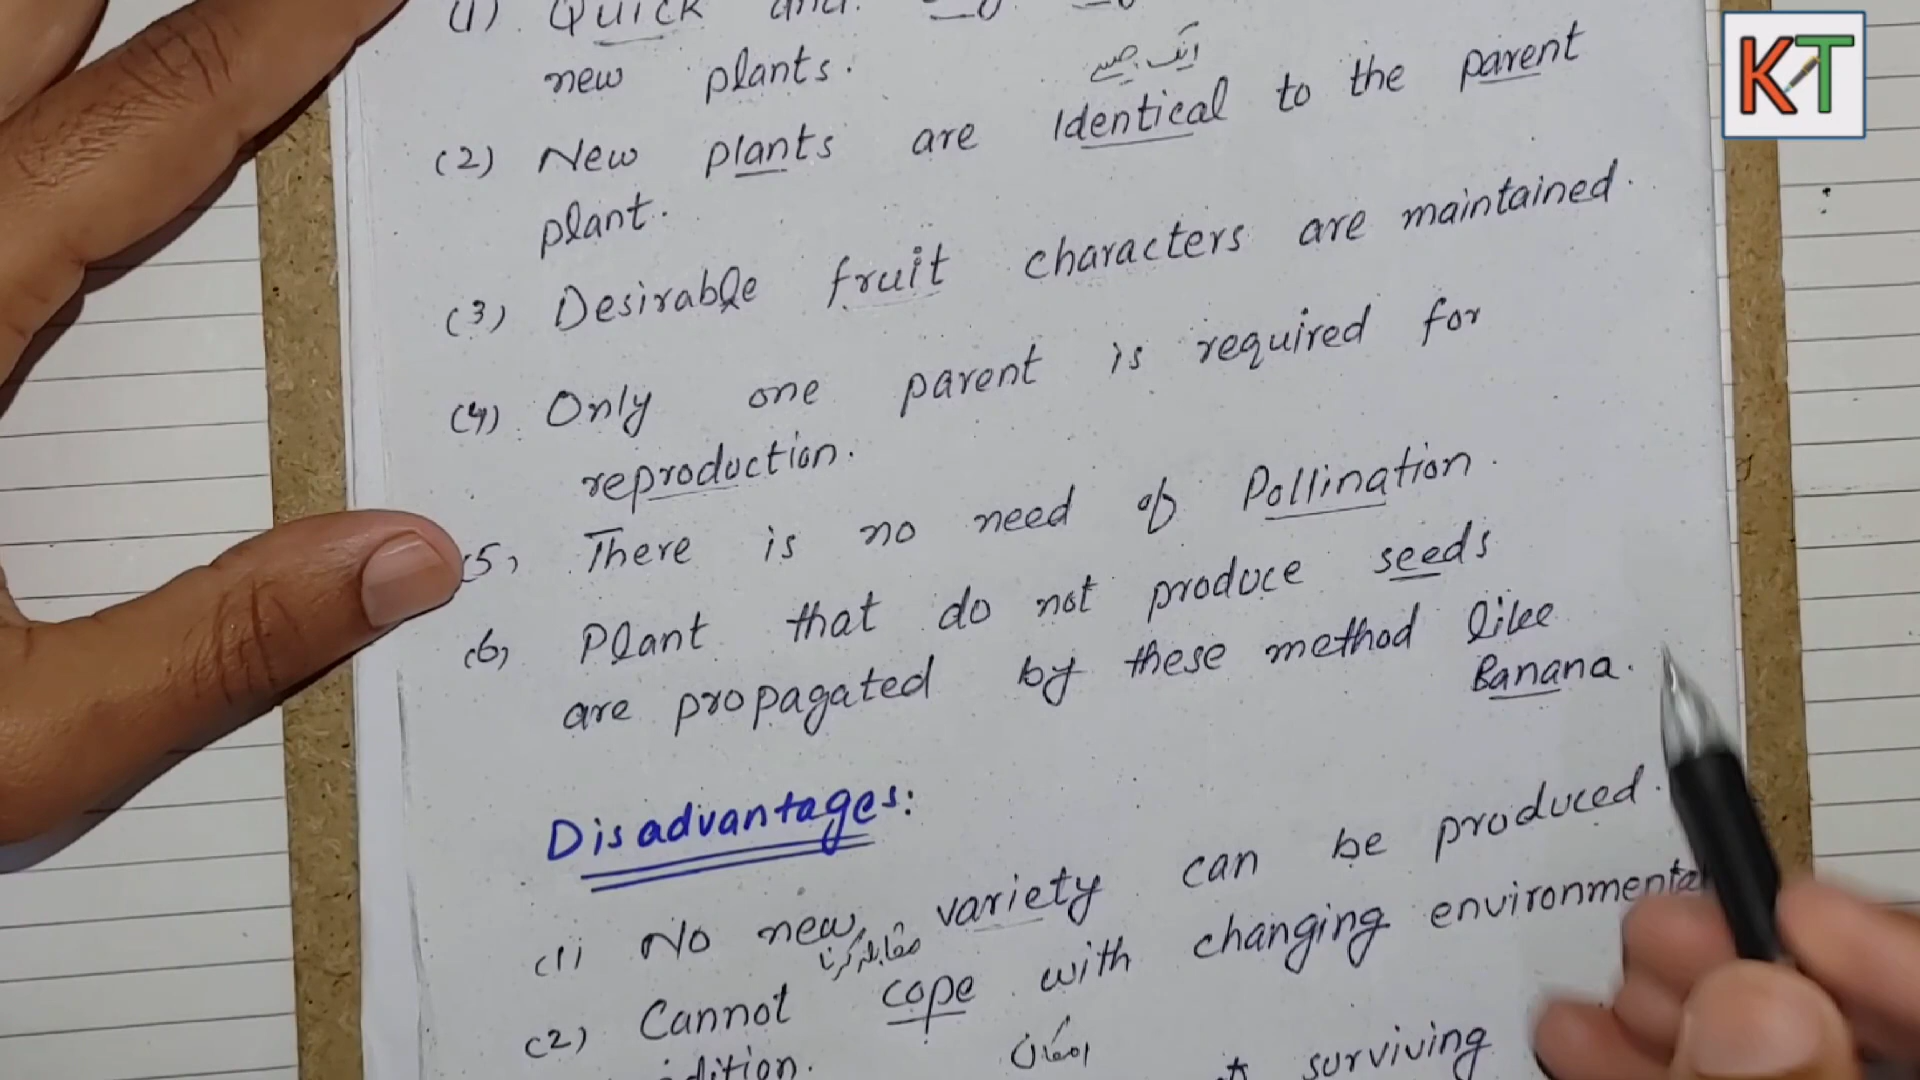 (1) Quick and
new plants.
ایک جیسے
(2) New plants are Identical to the parent
plant.
(3) Desirable fruit characters are maintained.
(4) Only one parent is required for
reproduction.
(5) There is no need of Pollination.
(6) Plant that do not produce seeds
are propagated by these method like
Banana.
Disadvantages:
(1) No new variety can be produced.
مقابلہ کرنا
(2) Cannot cope with changing environmental
امکان
surviving
KT